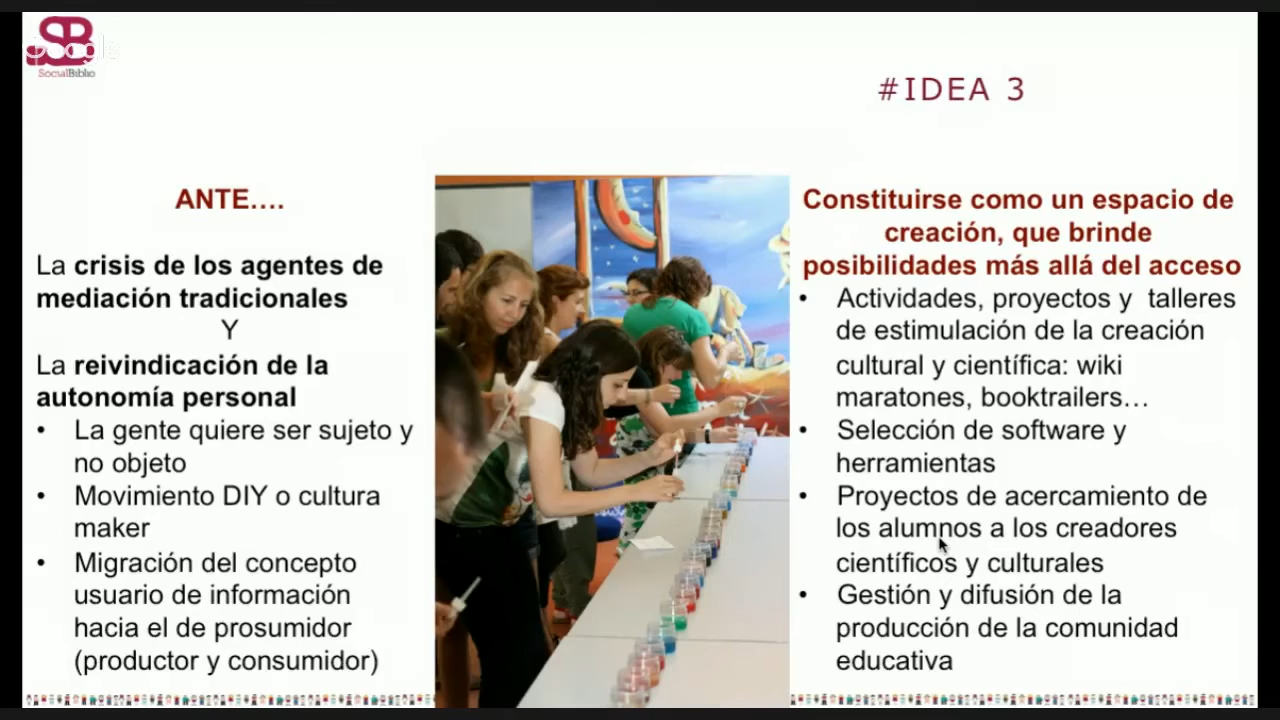 SB
Google
SocialBiblio
#IDEA 3
ANTE....
La crisis de los agentes de
mediación tradicionales
Y
La reivindicación de la
autonomía personal
• La gente quiere ser sujeto y
no objeto
• Movimiento DIY o cultura
maker
• Migración del concepto
usuario de información
hacia el de prosumidor
(productor y consumidor)
Constituirse como un espacio de
creación, que brinde
posibilidades más allá del acceso
• Actividades, proyectos y talleres
de estimulación de la creación
cultural y científica: wiki
maratones, booktrailers…
• Selección de software y
herramientas
• Proyectos de acercamiento de
los alumnos a los creadores
científicos y culturales
• Gestión y difusión de la
producción de la comunidad
educativa